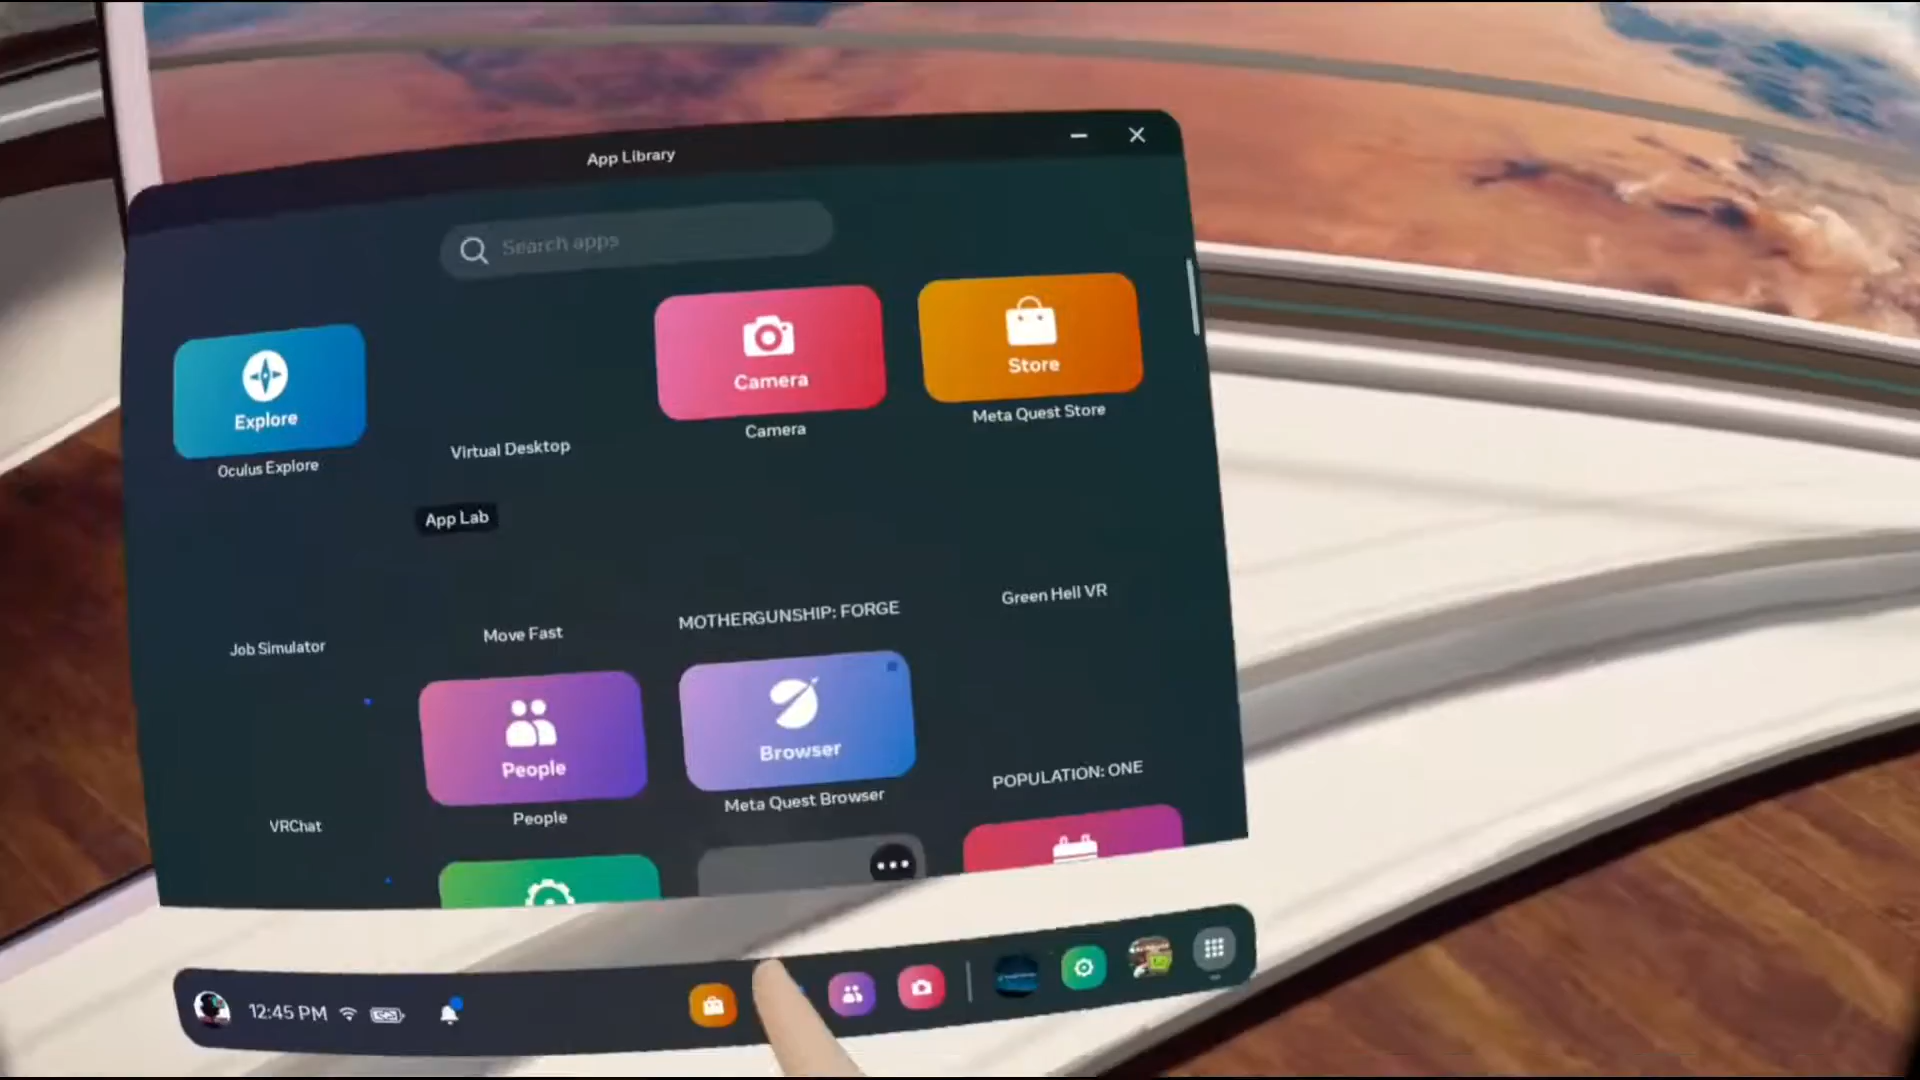 App Library
Search apps
Explore
Oculus Explore
Virtual Desktop
Camera
Camera
Store
Meta Quest Store
App Lab
Job Simulator
Move Fast
MOTHERGUNSHIP: FORGE
Green Hell VR
VRChat
People
People
Browser
Meta Quest Browser
POPULATION: ONE
12:45 PM